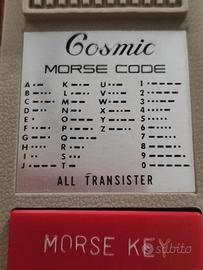 Cosmic
MORSE CODE
A •– K –•– U ••– 1 •––––
B –••• L •–•• V •••– 2 ••–––
C –•–• M –– W •–– 3 •••––
D –•• N –• X –••– 4 ••••–
E • O ––– Y –•–– 5 •••••
F ••–• P •––• Z ––•• 6 –••••
G ––• Q ––•– 7 ––•••
H •••• R •–• 8 –––••
I •• S ••• 9 ––––•
J •––– T – 0 –––––
ALL TRANSISTER
MORSE KEY
subito